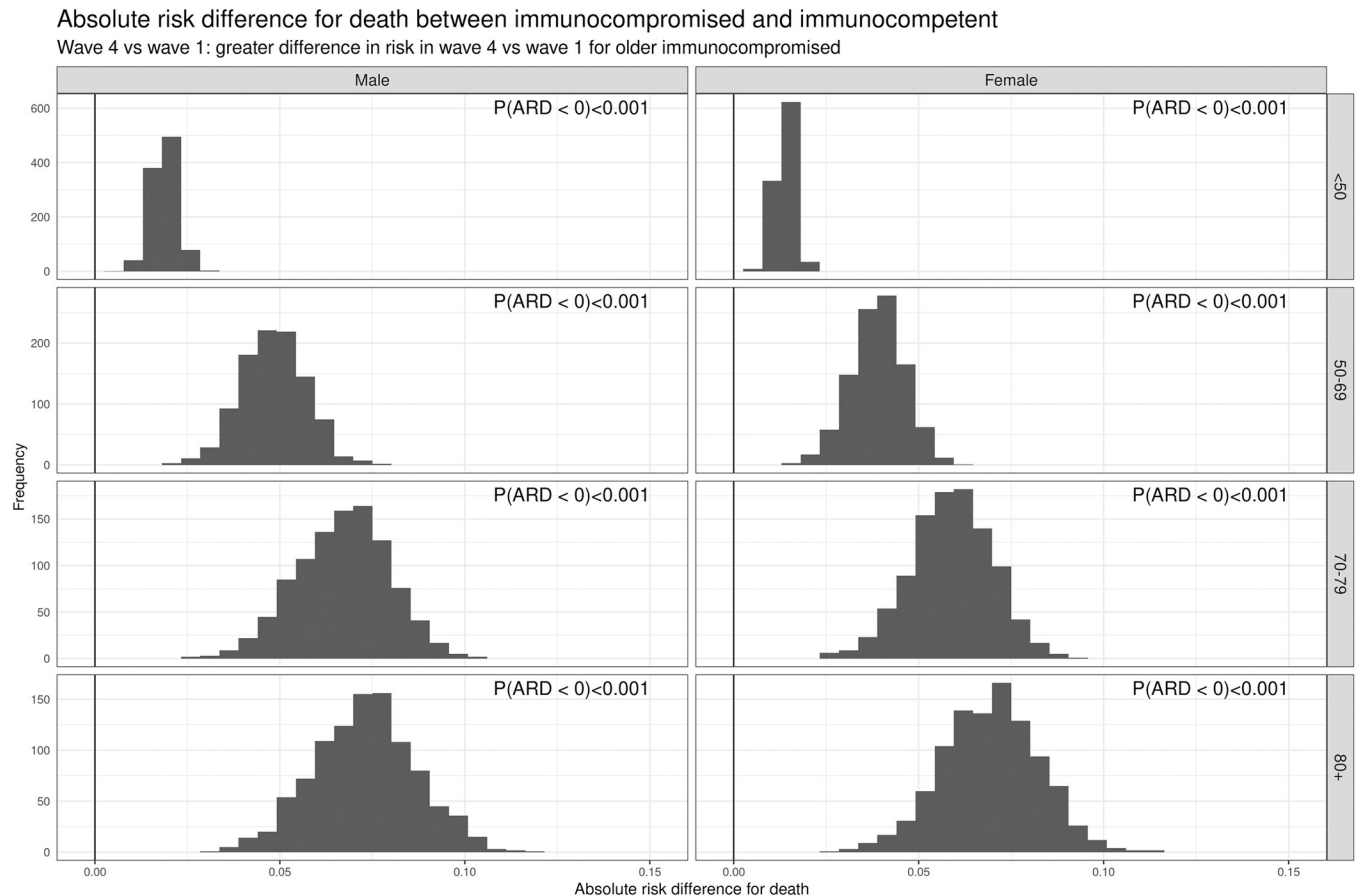 Absolute risk difference for death between immunocompromised and immunocompetent
Wave 4 vs wave 1: greater difference in risk in wave 4 vs wave 1 for older immunocompromised
Male
Female
P(ARD < 0)<0.001
P(ARD < 0)<0.001
600
400
200
0
<50
P(ARD < 0)<0.001
P(ARD < 0)<0.001
200
100
0
50-69
Frequency
P(ARD < 0)<0.001
P(ARD < 0)<0.001
150
100
50
0
70-79
P(ARD < 0)<0.001
P(ARD < 0)<0.001
150
100
50
0
80+
0.00 0.05 0.10 0.15 0.00 0.05 0.10 0.15
Absolute risk difference for death